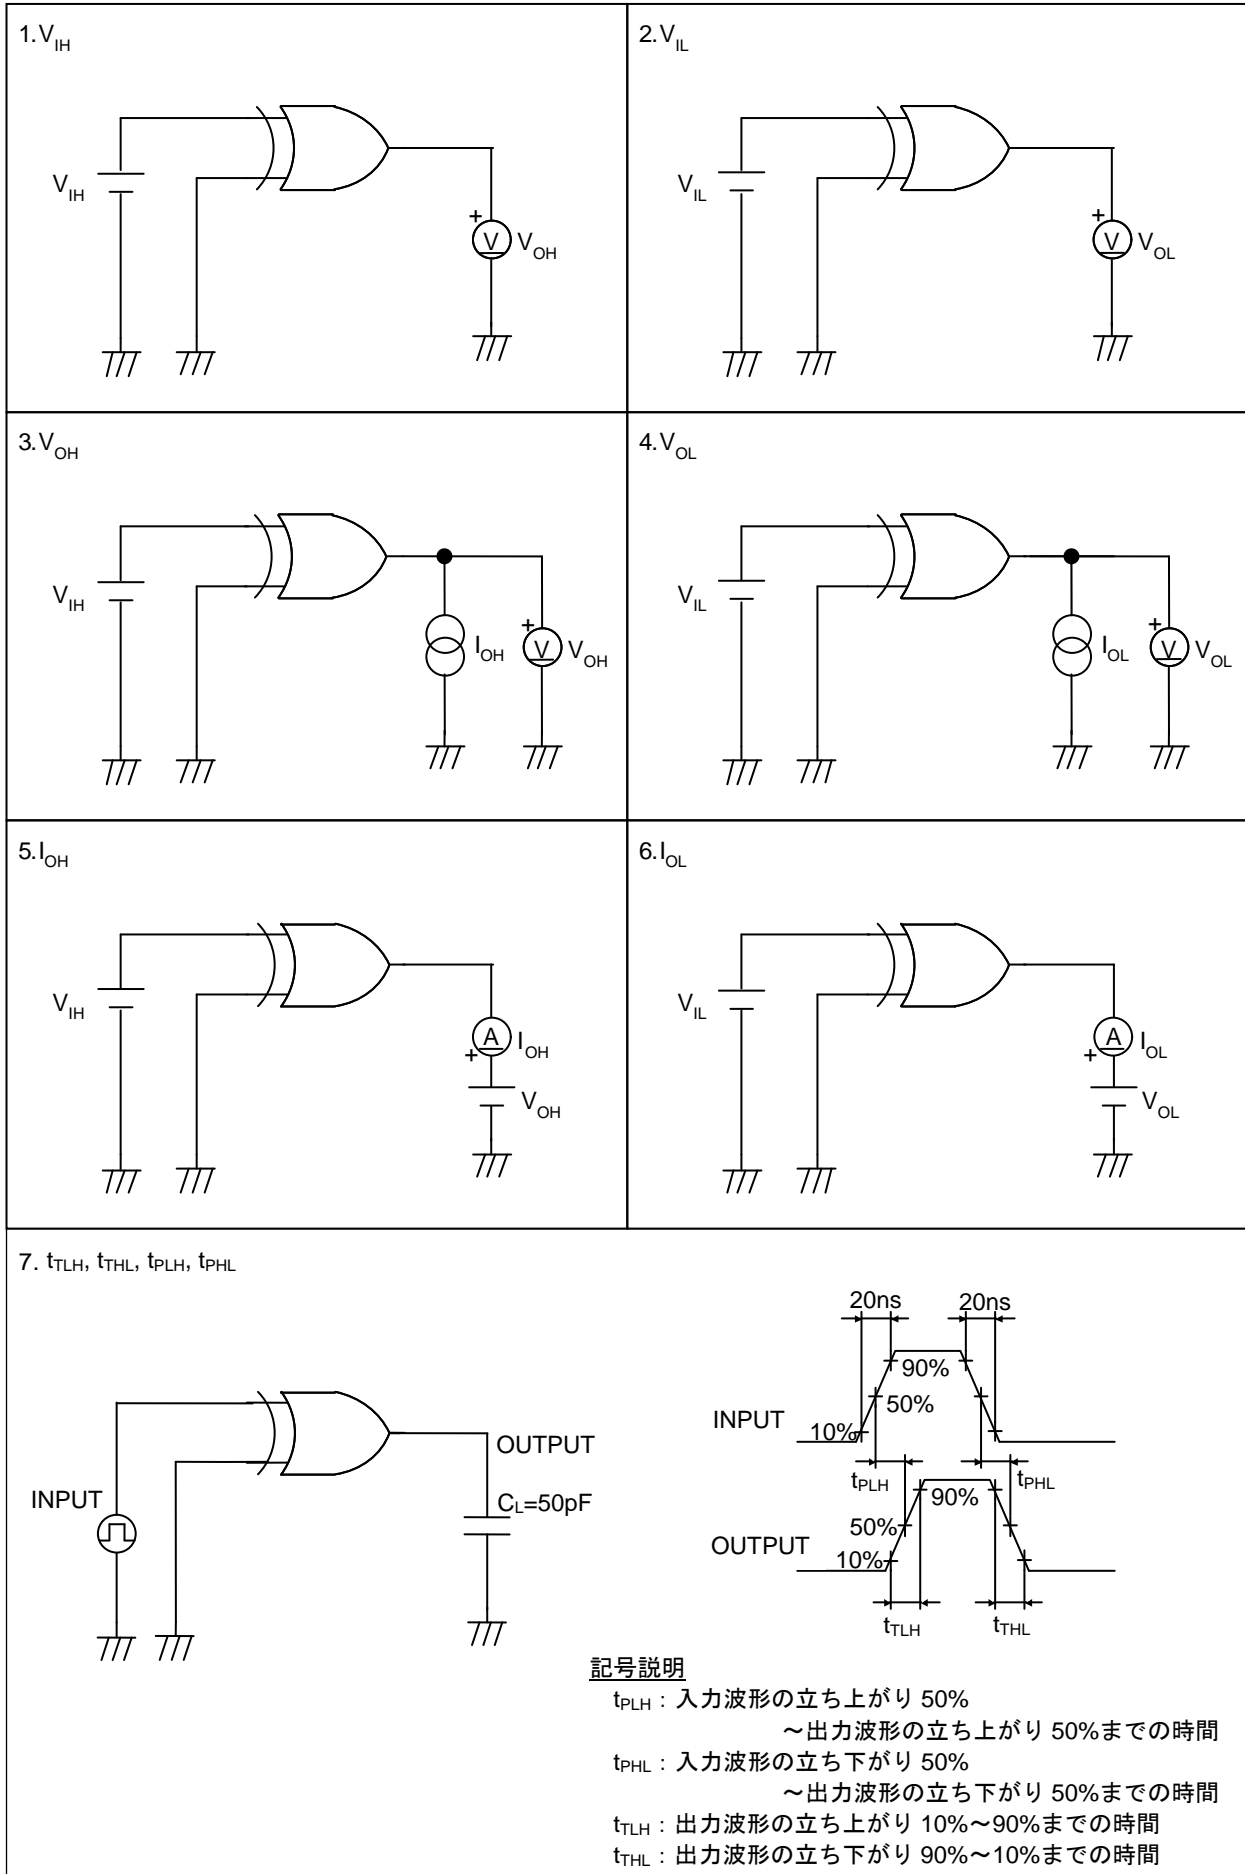 1.VIH
2.VIL
VIH
+
V
VOH
VIL
+
V
VOL
3.VOH
4.VOL
VIH
IOH
+
V
VOH
VIL
IOL
+
V
VOL
5.IOH
6.IOL
VIH
A
+
IOH
VOH
VIL
A
+
IOL
VOL
7. tTLH, tTHL, tPLH, tPHL
INPUT
OUTPUT
CL=50pF
20ns
20ns
90%
50%
INPUT
10%
tPLH
tPHL
90%
50%
OUTPUT
10%
tTLH
tTHL
記号説明
tPLH：入力波形の立ち上がり 50%
～出力波形の立ち上がり 50%までの時間
tPHL：入力波形の立ち下がり 50%
～出力波形の立ち下がり 50%までの時間
tTLH：出力波形の立ち上がり 10%～90%までの時間
tTHL：出力波形の立ち下がり 90%～10%までの時間